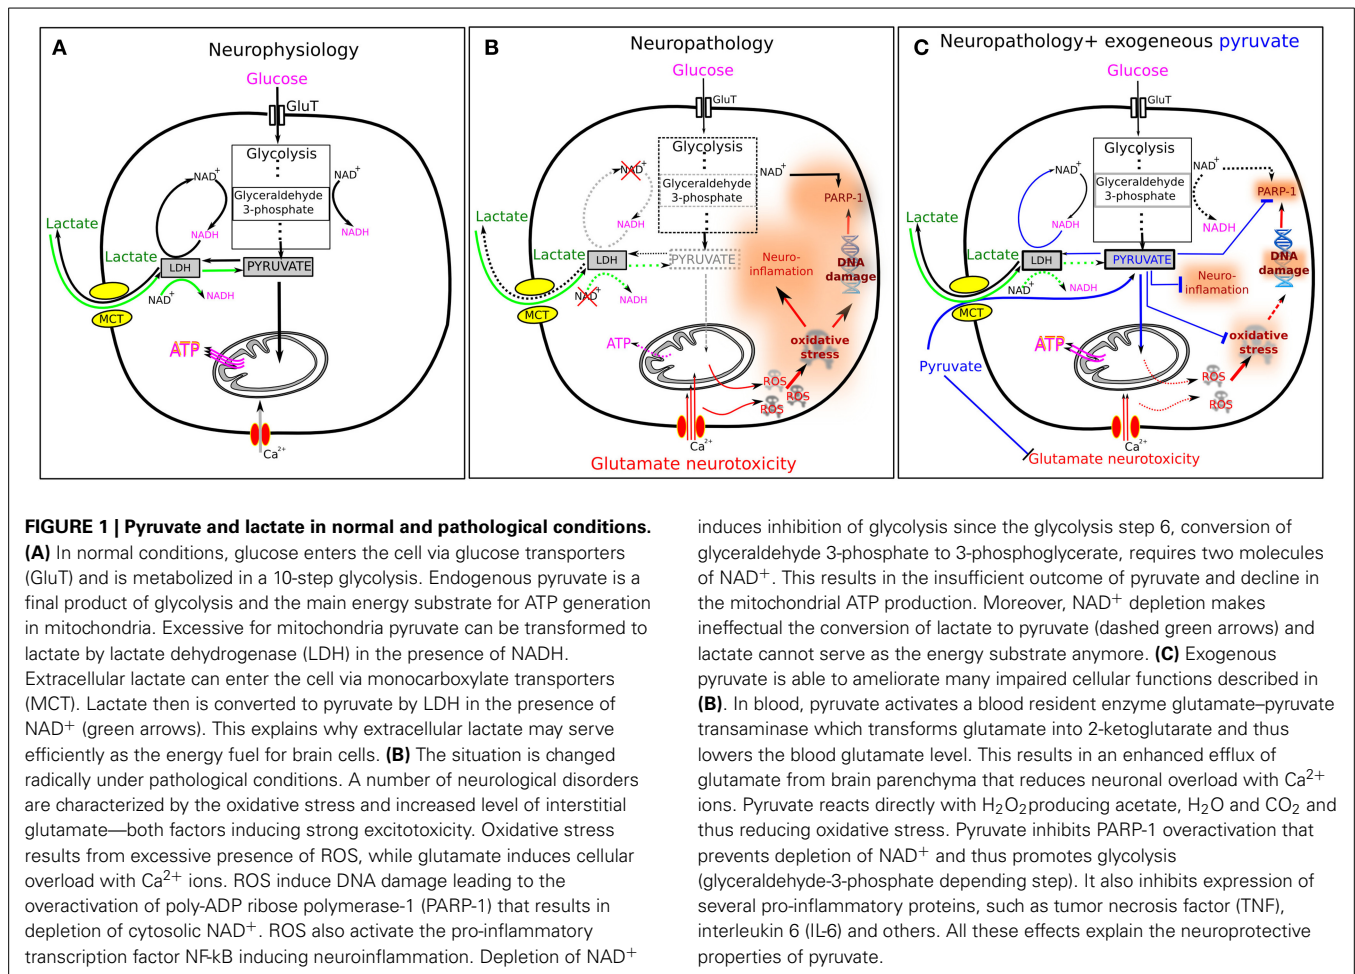 A
Neurophysiology
Glucose
GluT
Glycolysis
NAD+
NAD+
Glyceraldehyde
3-phosphate
Lactate
NADH
NADH
Lactate
LDH
PYRUVATE
NAD+
NADH
MCT
ATP
Ca2+
B
Neuropathology
Glucose
GluT
Glycolysis
NAD+
NAD+
Glyceraldehyde
3-phosphate
PARP-1
Lactate
NADH
Lactate
LDH
PYRUVATE
Neuro-
inflamation
DNA
damage
NAD+
NADH
MCT
ATP
oxidative
stress
ROS
ROS
ROS
Ca2+
Glutamate neurotoxicity
C
Neuropathology+ exogeneous pyruvate
Glucose
GluT
Glycolysis
NAD+
NAD+
Glyceraldehyde
3-phosphate
PARP-1
Lactate
NADH
NADH
LDH
PYRUVATE
DNA
damage
Neuro-
inflamation
NAD+
NADH
MCT
oxidative
stress
ATP
Pyruvate
ROS
ROS
Ca2+
Glutamate neurotoxicity
FIGURE 1 | Pyruvate and lactate in normal and pathological conditions.
(A) In normal conditions, glucose enters the cell via glucose transporters
(GluT) and is metabolized in a 10-step glycolysis. Endogenous pyruvate is a
final product of glycolysis and the main energy substrate for ATP generation
in mitochondria. Excessive for mitochondria pyruvate can be transformed to
lactate by lactate dehydrogenase (LDH) in the presence of NADH.
Extracellular lactate can enter the cell via monocarboxylate transporters
(MCT). Lactate then is converted to pyruvate by LDH in the presence of
NAD+ (green arrows). This explains why extracellular lactate may serve
efficiently as the energy fuel for brain cells. (B) The situation is changed
radically under pathological conditions. A number of neurological disorders
are characterized by the oxidative stress and increased level of interstitial
glutamate—both factors inducing strong excitotoxicity. Oxidative stress
results from excessive presence of ROS, while glutamate induces cellular
overload with Ca2+ ions. ROS induce DNA damage leading to the
overactivation of poly-ADP ribose polymerase-1 (PARP-1) that results in
depletion of cytosolic NAD+. ROS also activate the pro-inflammatory
transcription factor NF-kB inducing neuroinflammation. Depletion of NAD+
induces inhibition of glycolysis since the glycolysis step 6, conversion of
glyceraldehyde 3-phosphate to 3-phosphoglycerate, requires two molecules
of NAD+. This results in the insufficient outcome of pyruvate and decline in
the mitochondrial ATP production. Moreover, NAD+ depletion makes
ineffectual the conversion of lactate to pyruvate (dashed green arrows) and
lactate cannot serve as the energy substrate anymore. (C) Exogenous
pyruvate is able to ameliorate many impaired cellular functions described in
(B). In blood, pyruvate activates a blood resident enzyme glutamate–pyruvate
transaminase which transforms glutamate into 2-ketoglutarate and thus
lowers the blood glutamate level. This results in an enhanced efflux of
glutamate from brain parenchyma that reduces neuronal overload with Ca2+
ions. Pyruvate reacts directly with H2O2producing acetate, H2O and CO2 and
thus reducing oxidative stress. Pyruvate inhibits PARP-1 overactivation that
prevents depletion of NAD+ and thus promotes glycolysis
(glyceraldehyde-3-phosphate depending step). It also inhibits expression of
several pro-inflammatory proteins, such as tumor necrosis factor (TNF),
interleukin 6 (IL-6) and others. All these effects explain the neuroprotective
properties of pyruvate.